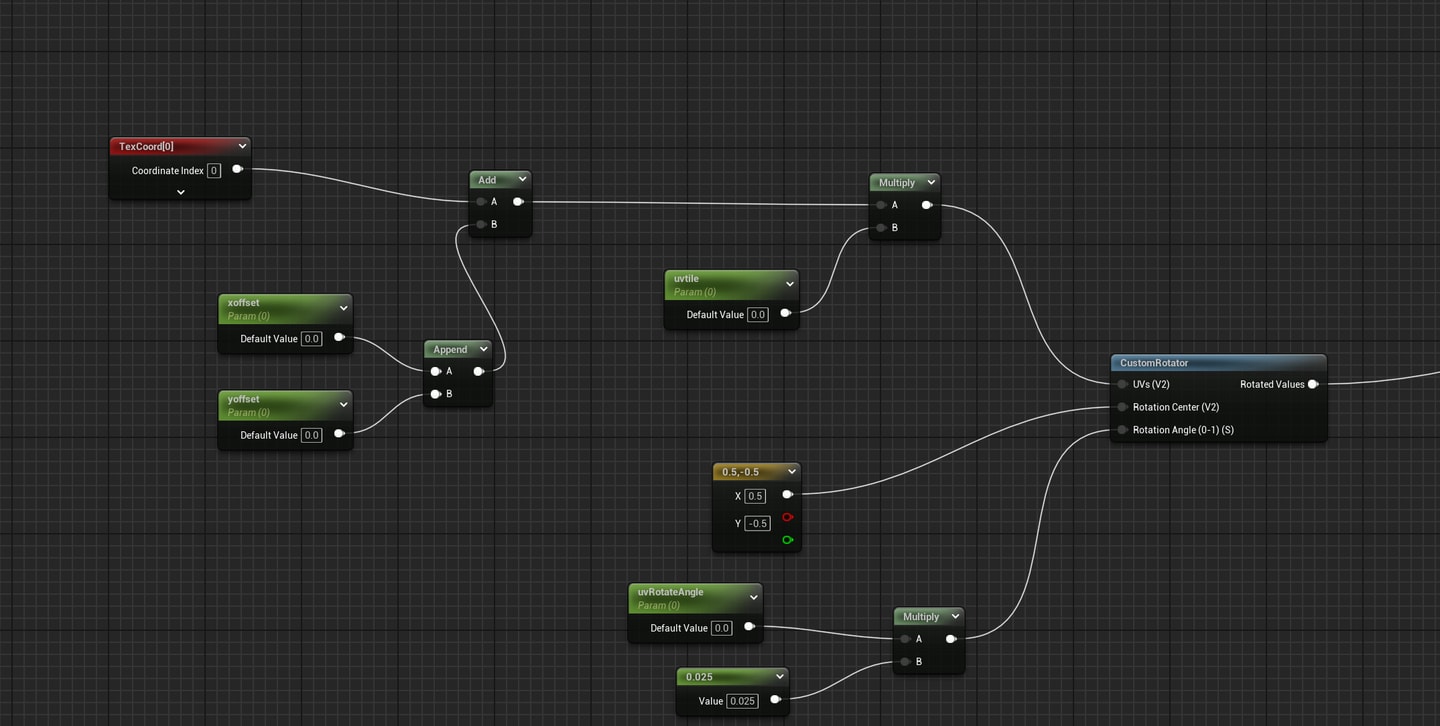 TexCoord[0]
Coordinate Index 0
Add
A
B
Multiply
A
B
uvtile
Param (0)
Default Value 0.0
xoffset
Param (0)
Default Value 0.0
Append
A
B
yoffset
Param (0)
Default Value 0.0
CustomRotator
UVs (V2) Rotated Values
Rotation Center (V2)
Rotation Angle (0-1) (S)
0.5,-0.5
X 0.5
Y -0.5
uvRotateAngle
Param (0)
Default Value 0.0
Multiply
A
B
0.025
Value 0.025